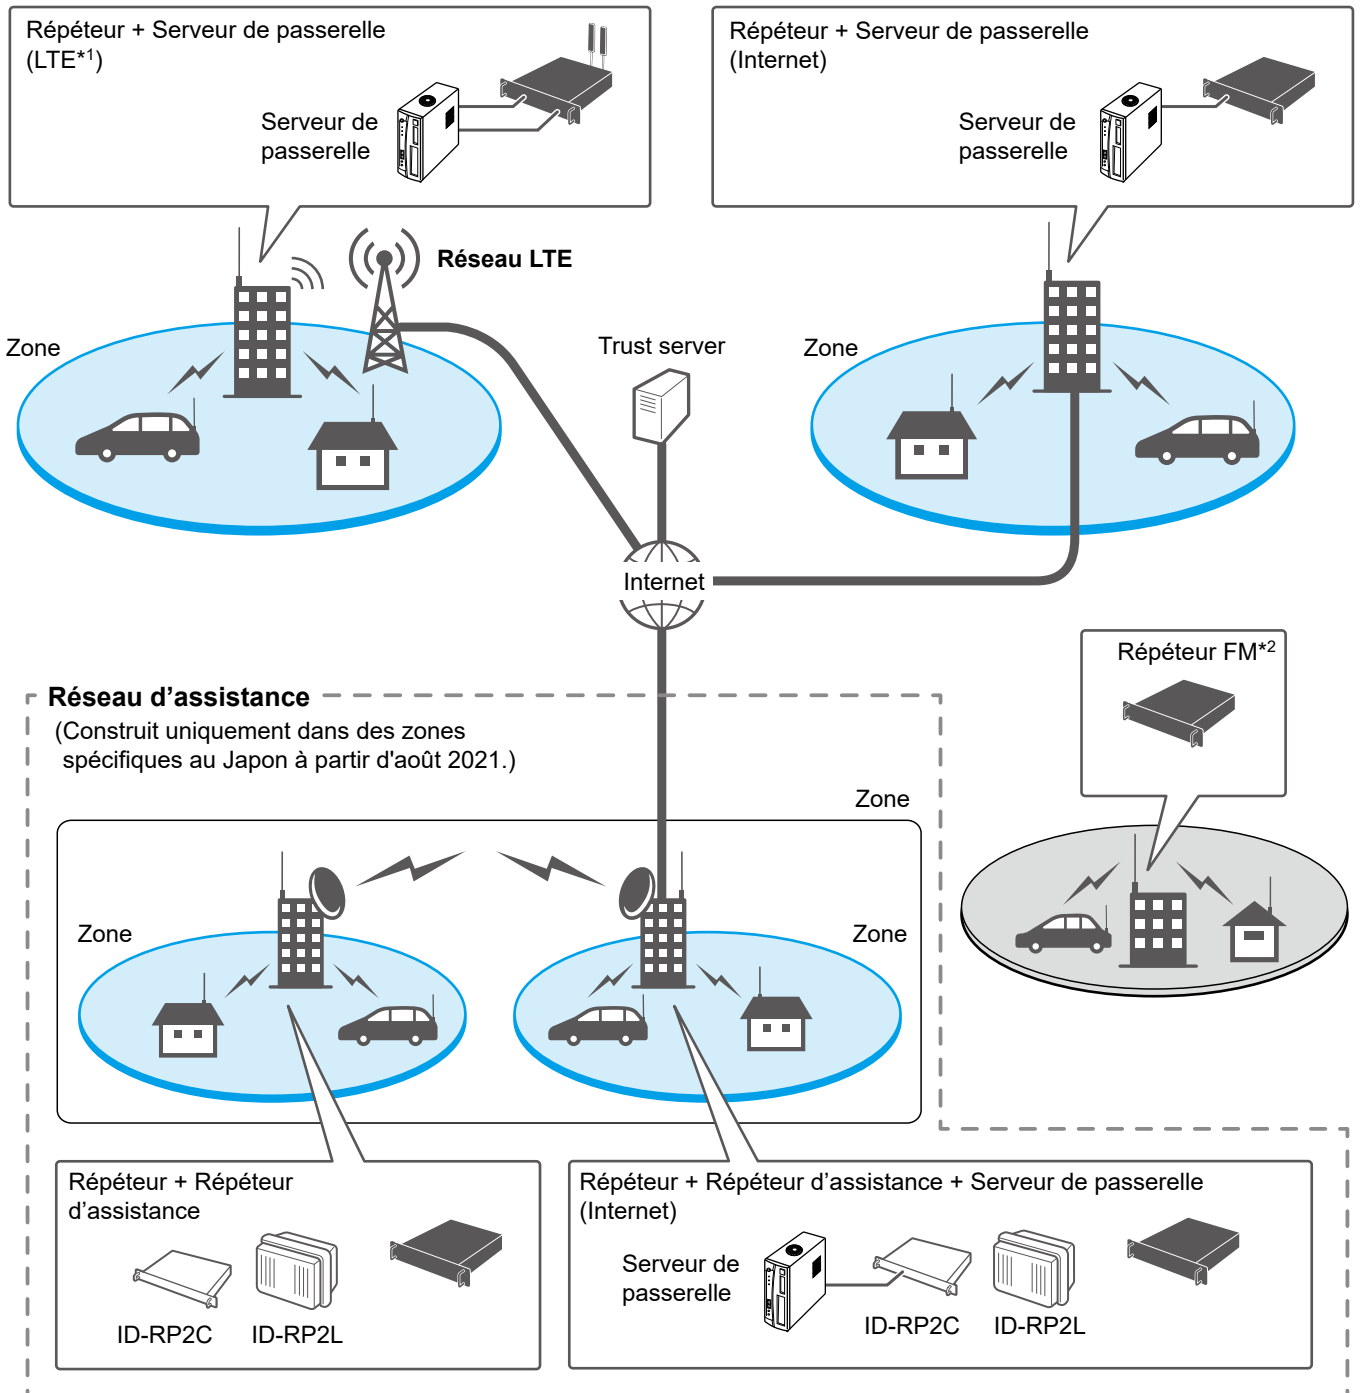 Répéteur + Serveur de passerelle
(LTE*1)
Serveur de
passerelle
Répéteur + Serveur de passerelle
(Internet)
Serveur de
passerelle
Réseau LTE
Zone
Trust server
Zone
Internet
Répéteur FM*2
Réseau d’assistance
(Construit uniquement dans des zones
spécifiques au Japon à partir d'août 2021.)
Zone
Zone
Zone
Répéteur + Répéteur
d’assistance
ID-RP2C
ID-RP2L
Répéteur + Répéteur d’assistance + Serveur de passerelle
(Internet)
Serveur de
passerelle
ID-RP2C
ID-RP2L